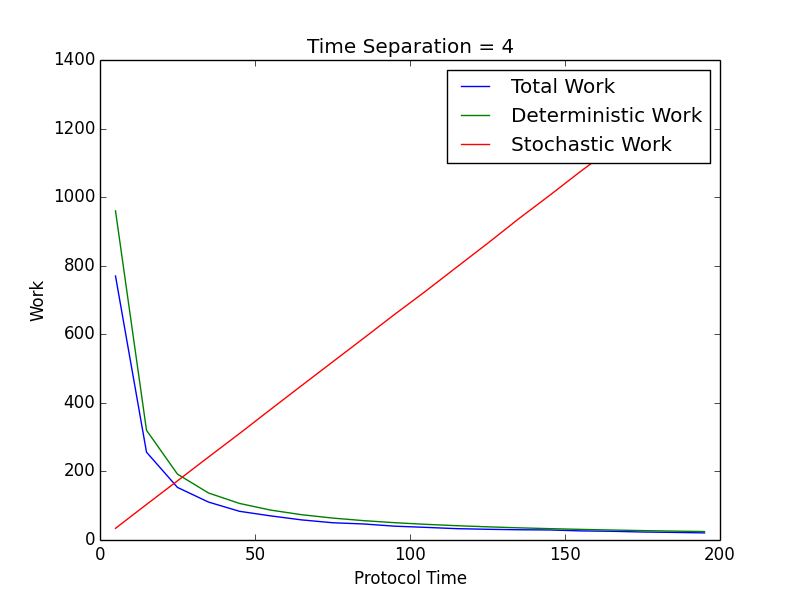 Time Separation = 4
Total Work
Deterministic Work
Stochastic Work
1400
1200
1000
800
600
400
200
0
Work
0 50 100 150 200
Protocol Time